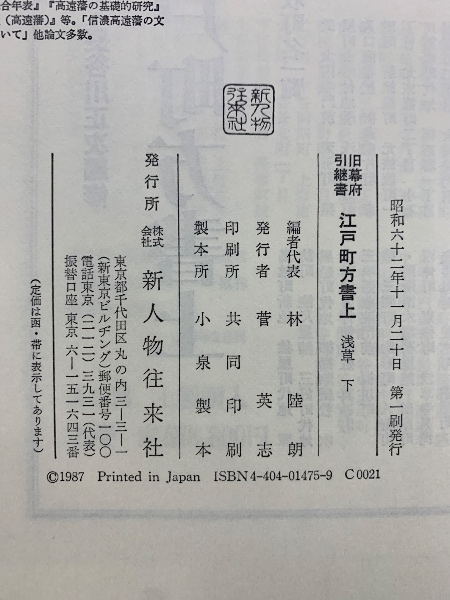 合年表』『高遠藩の基礎的研究』
（高遠藩）』等。「信濃高遠藩の文
いて」他論文多数。
新人物
往来社
昭和六十二年十一月二十日　第一刷発行
旧幕府
引継書
江戸町方書上　浅草　下
編者代表　林　陸朗
発行者　菅　英志
印刷所　共同印刷
製本所　小泉製本
発行所　株式会社　新人物往来社
東京都千代田区丸の内三—三—一
（新東京ビルヂング）郵便番号一〇〇
電話東京（二一二）三九三一（代表）
振替口座　東京　六—一五一六四三番
（定価は函・帯に表示してあります）
©1987　Printed in Japan　ISBN4-404-01475-9　C0021